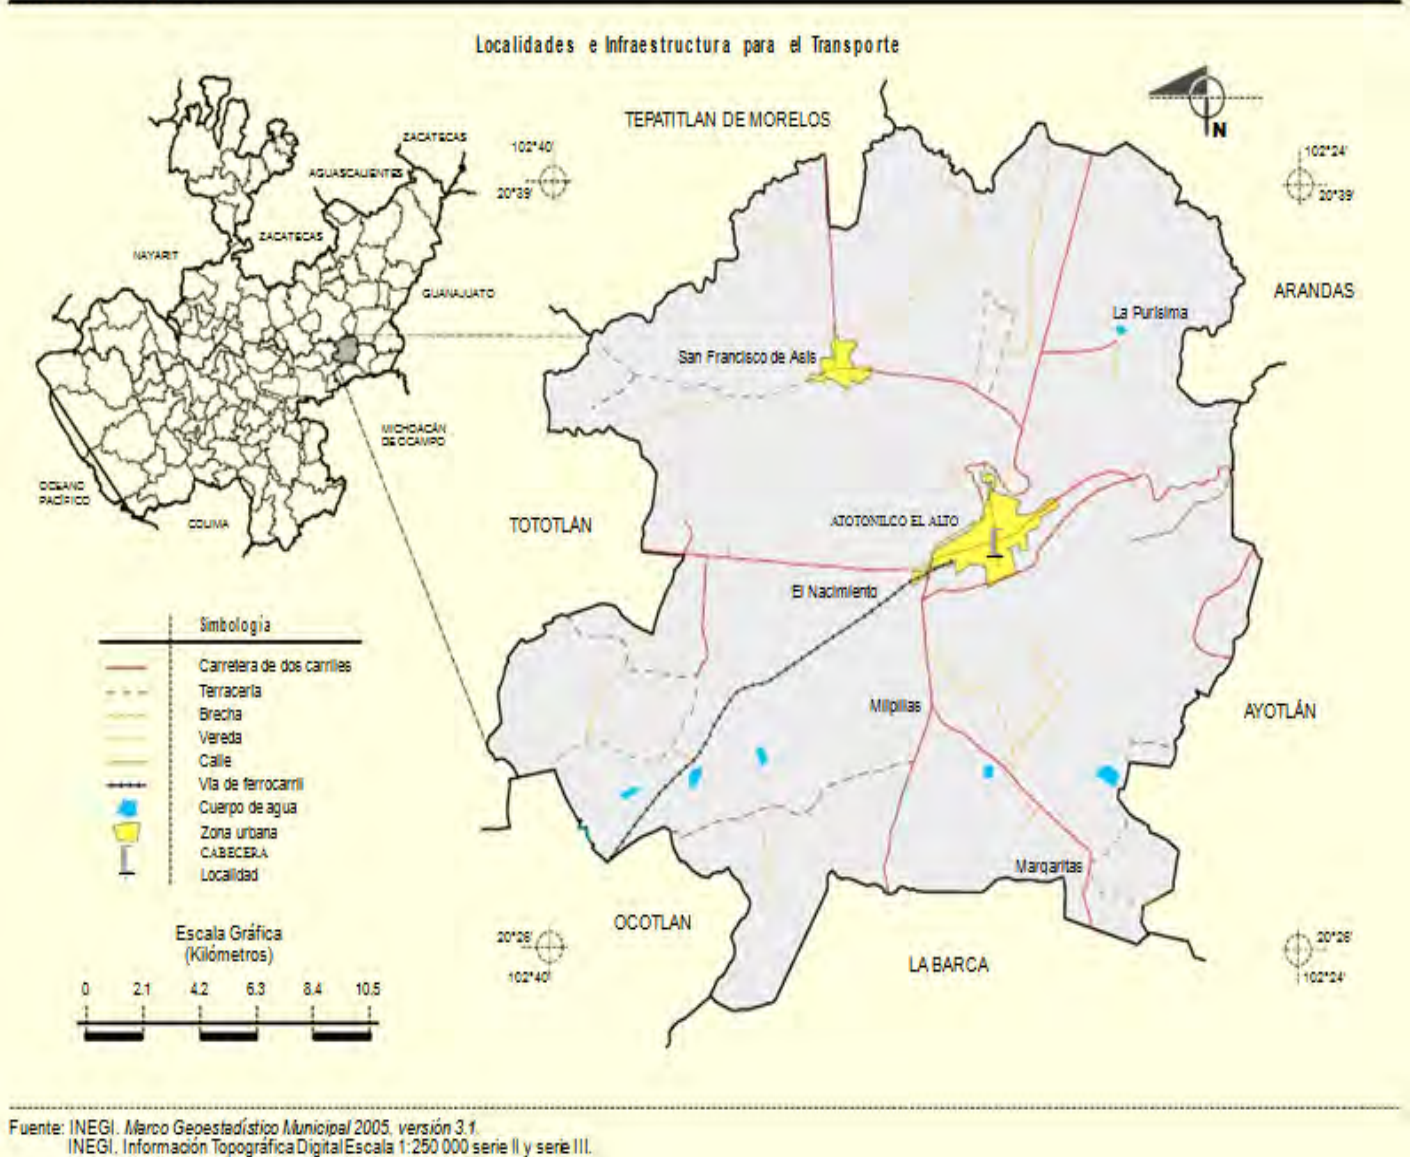 Localidades e Infraestructura para el Transporte
TEPATITLAN DE MORELOS
ZACATECAS
102°40'
20°39'
N
102°24'
20°39'
AGUASCALIENTES
ZACATECAS
NAYARIT
GUANAJUATO
ARANDAS
La Purisima
San Francisco de Asis
MICHOACÁN
DE OCAMPO
OCEANO
PACÍFICO
COLIMA
TOTOTLÁN
ATOTONILCO EL ALTO
El Nacimiento
Simbología
Carretera de dos carriles
Terracería
Brecha
Vereda
Calle
Vía de ferrocarril
Cuerpo de agua
Zona urbana
CABECERA
Localidad
Milpillas
AYOTLÁN
Margaritas
OCOTLAN
LA BARCA
20°26'
102°40'
20°26'
102°24'
Escala Gráfica
(Kilómetros)
0 2.1 4.2 6.3 8.4 10.5
Fuente: INEGI. Marco Geoestadístico Municipal 2005, versión 3.1.
INEGI. Información Topográfica Digital Escala 1:250 000 serie II y serie III.